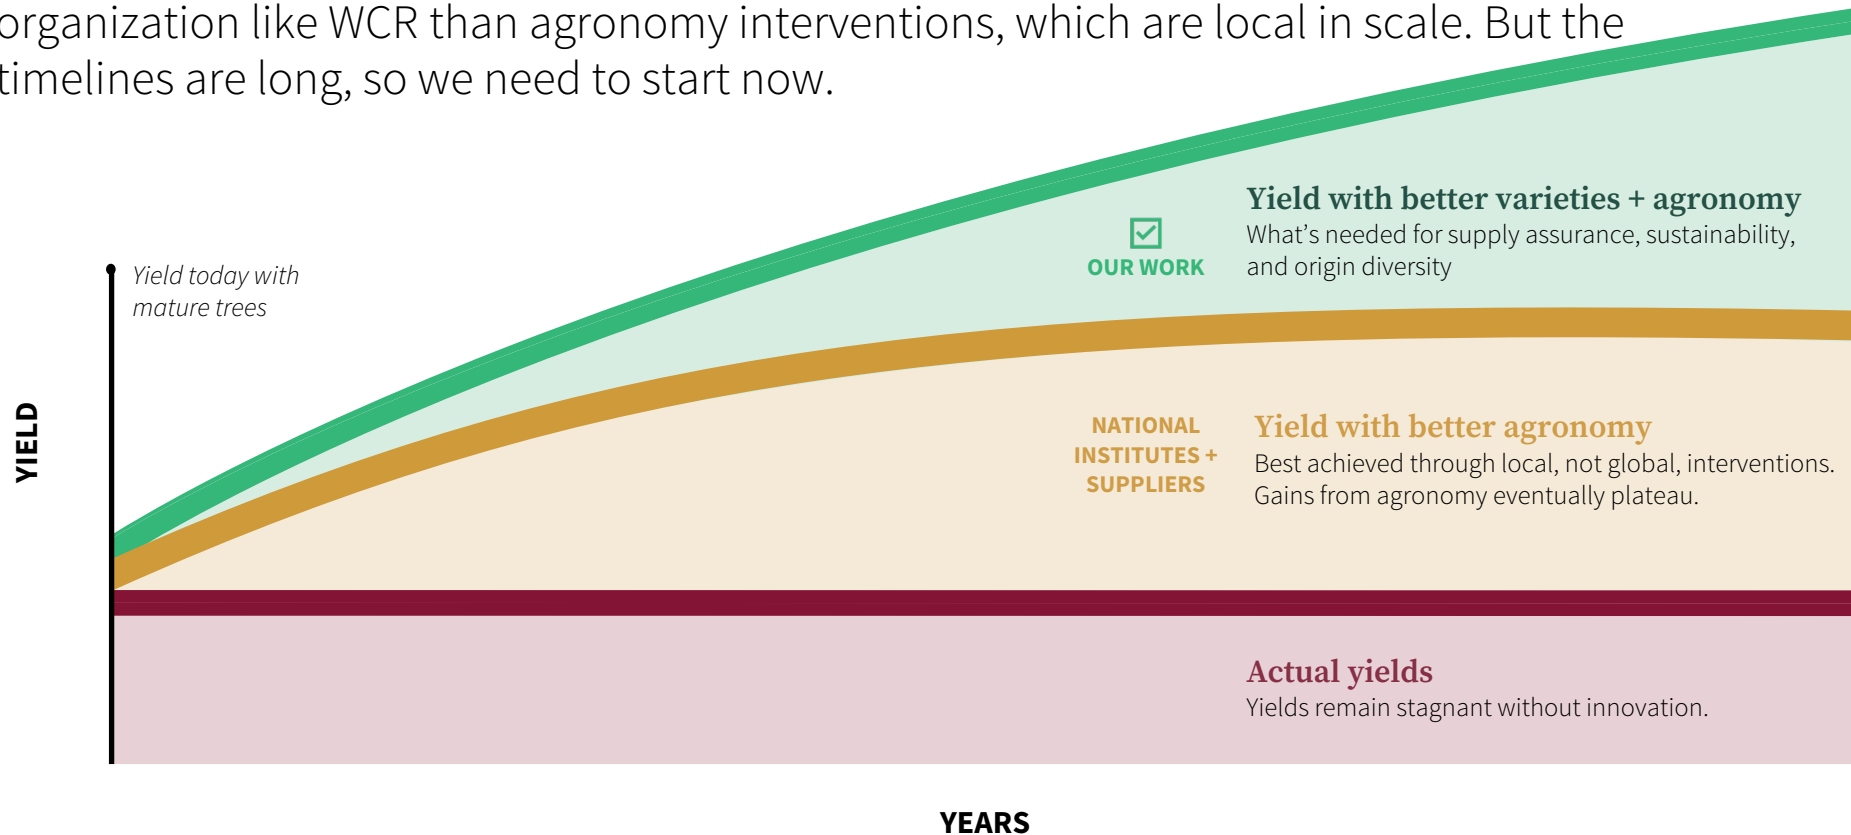 organization like WCR than agronomy interventions, which are local in scale. But the
timelines are long, so we need to start now.
Yield with better varieties + agronomy
What’s needed for supply assurance, sustainability,
and origin diversity
OUR WORK
Yield today with
mature trees
YIELD
NATIONAL
INSTITUTES +
SUPPLIERS
Yield with better agronomy
Best achieved through local, not global, interventions.
Gains from agronomy eventually plateau.
Actual yields
Yields remain stagnant without innovation.
YEARS